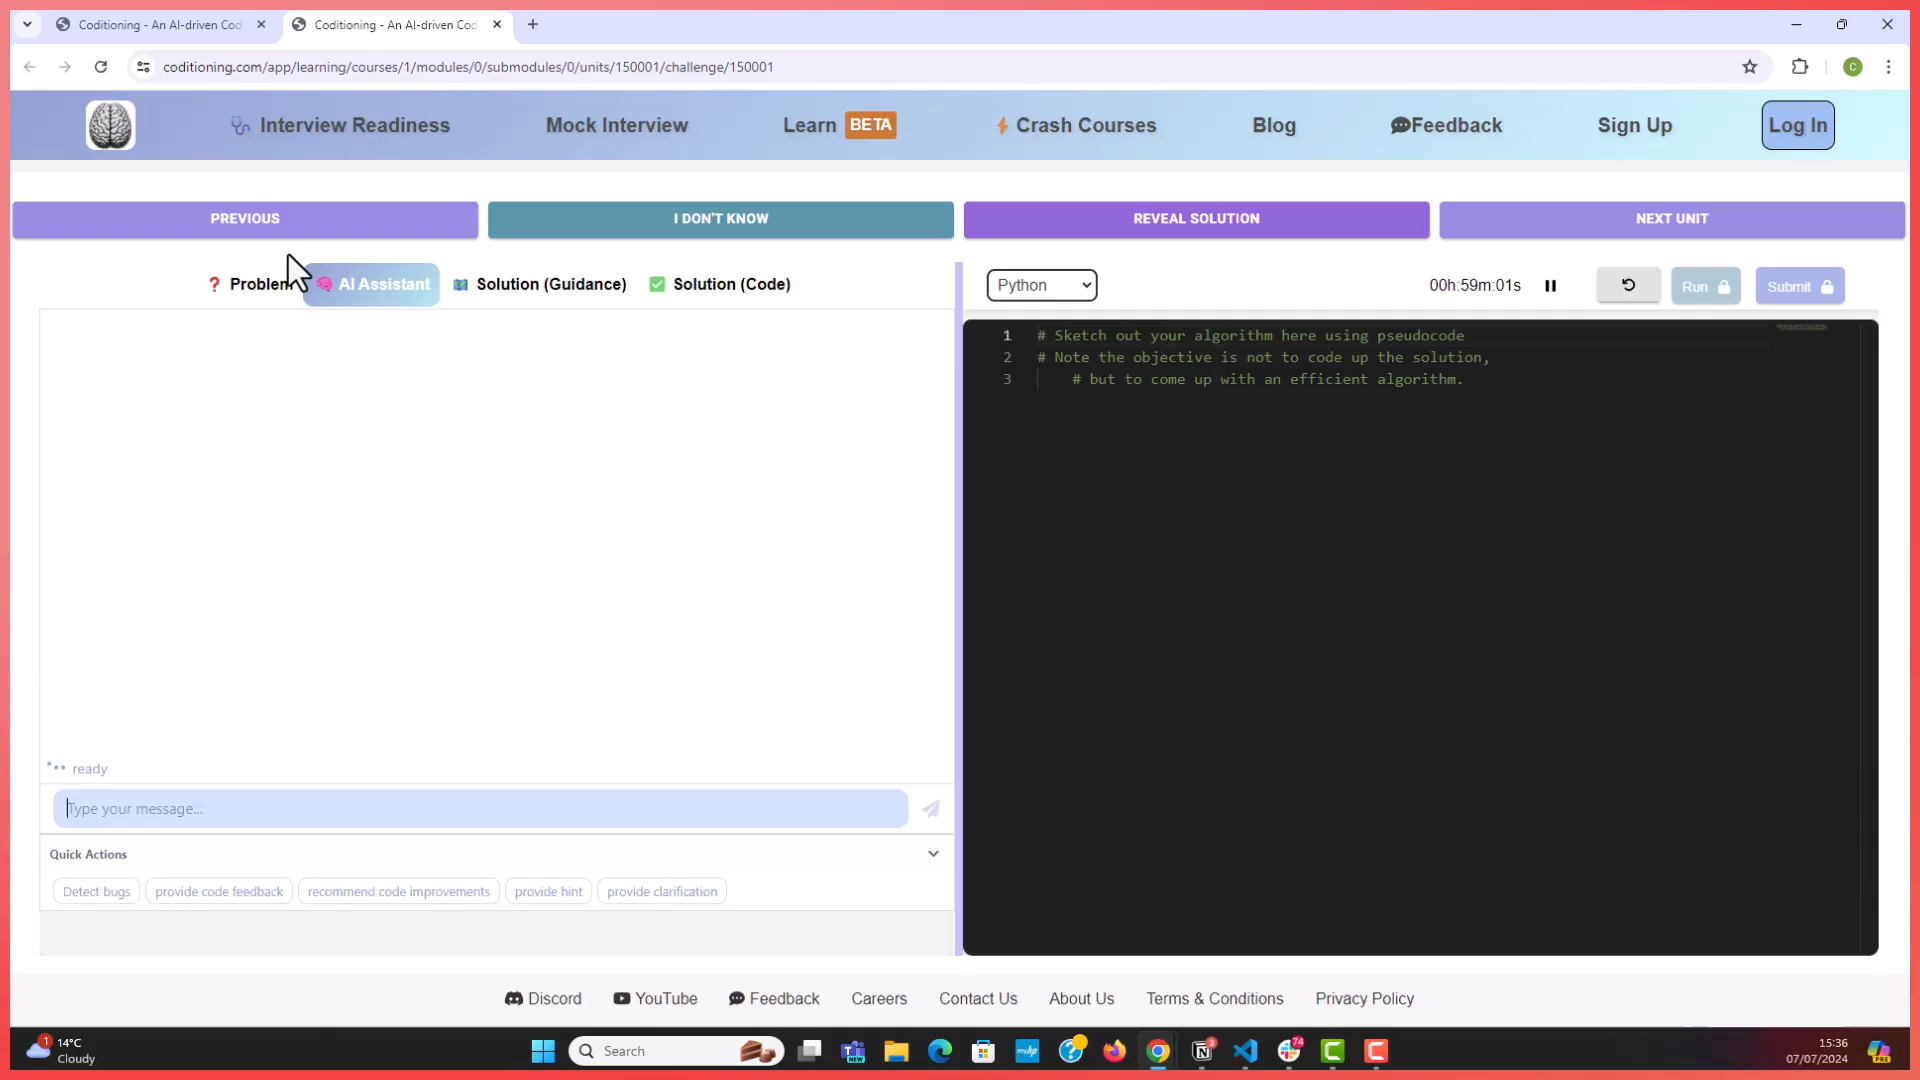 Coditioning - An AI-driven Cod
Coditioning - An AI-driven Cod
coditioning.com/app/learning/courses/1/modules/0/submodules/0/units/150001/challenge/150001
C
Interview Readiness
Mock Interview
Learn BETA
Crash Courses
Blog
Feedback
Sign Up
Log In
PREVIOUS
I DON'T KNOW
REVEAL SOLUTION
NEXT UNIT
Problem
AI Assistant
Solution (Guidance)
Solution (Code)
Python
00h:59m:01s
Run
Submit
1 # Sketch out your algorithm here using pseudocode
2 # Note the objective is not to code up the solution,
3 # but to come up with an efficient algorithm.
ready
Type your message...
Quick Actions
Detect bugs
provide code feedback
recommend code improvements
provide hint
provide clarification
Discord
YouTube
Feedback
Careers
Contact Us
About Us
Terms & Conditions
Privacy Policy
1
14°C
Cloudy
Search
NEW
myhp
3
74
15:36
07/07/2024
PRE